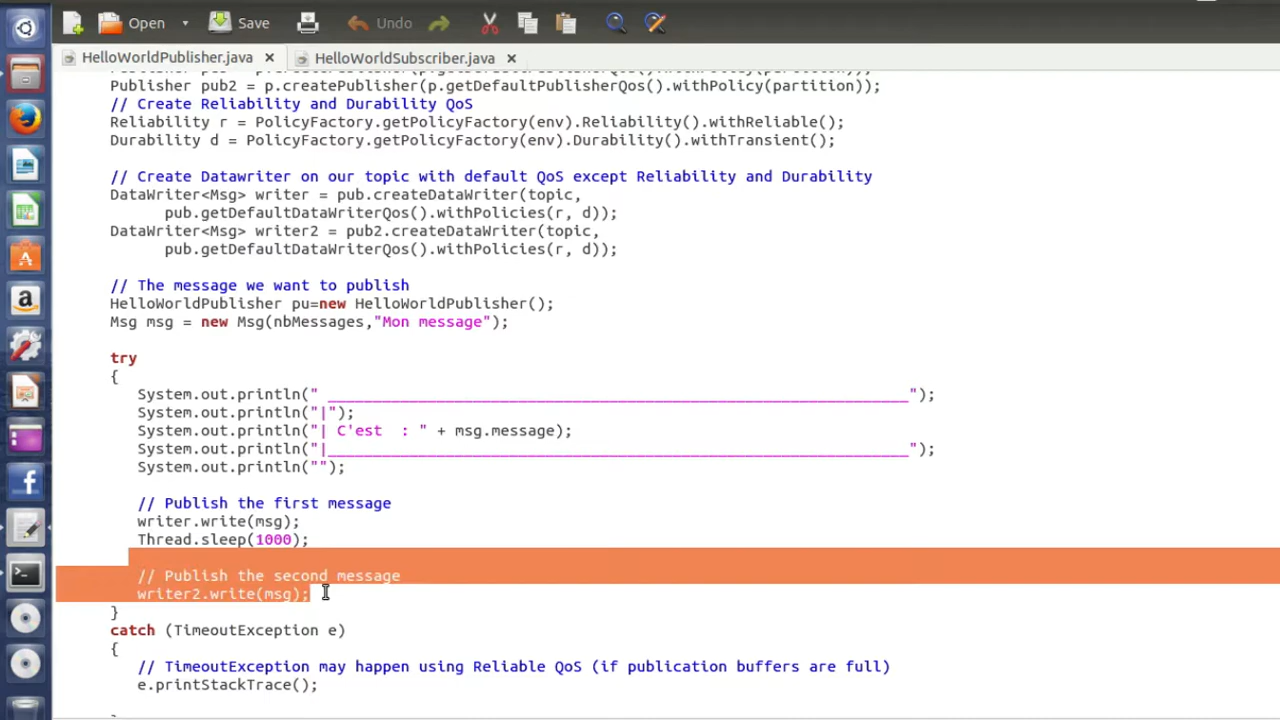 Open
Save
Undo
HelloWorldPublisher.java
HelloWorldSubscriber.java
Publisher pub2 = p.createPublisher(p.getDefaultPublisherQos().withPolicy(partition));
// Create Reliability and Durability QoS
Reliability r = PolicyFactory.getPolicyFactory(env).Reliability().withReliable();
Durability d = PolicyFactory.getPolicyFactory(env).Durability().withTransient();
// Create Datawriter on our topic with default QoS except Reliability and Durability
DataWriter<Msg> writer = pub.createDataWriter(topic,
pub.getDefaultDataWriterQos().withPolicies(r, d));
DataWriter<Msg> writer2 = pub2.createDataWriter(topic,
pub.getDefaultDataWriterQos().withPolicies(r, d));
// The message we want to publish
HelloWorldPublisher pu=new HelloWorldPublisher();
Msg msg = new Msg(nbMessages,"Mon message");
try
{
System.out.println(" ________________________________________________________________");
System.out.println("|");
System.out.println("| C'est  : " + msg.message);
System.out.println("|________________________________________________________________");
System.out.println("");
// Publish the first message
writer.write(msg);
Thread.sleep(1000);
// Publish the second message
writer2.write(msg);
}
catch (TimeoutException e)
{
// TimeoutException may happen using Reliable QoS (if publication buffers are full)
e.printStackTrace();